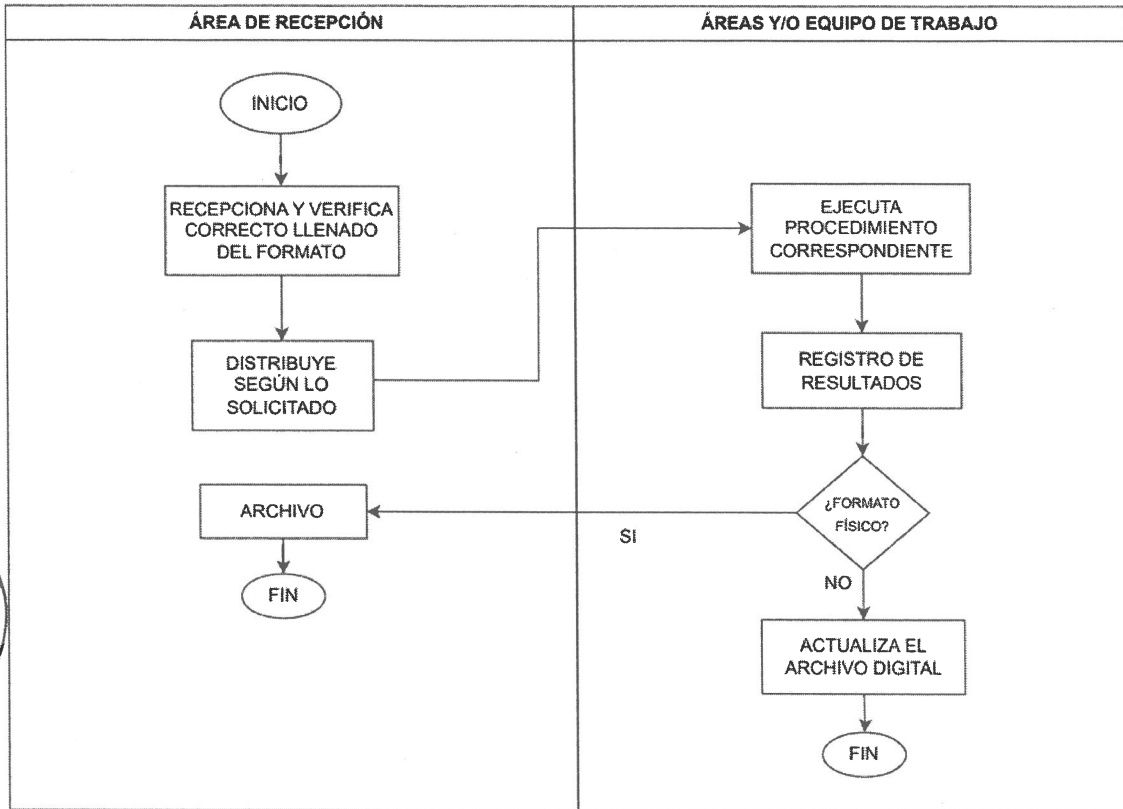 ÁREA DE RECEPCIÓN
ÁREAS Y/O EQUIPO DE TRABAJO
INICIO
RECEPCIONA Y VERIFICA
CORRECTO LLENADO
DEL FORMATO
DISTRIBUYE
SEGÚN LO
SOLICITADO
EJECUTA
PROCEDIMIENTO
CORRESPONDIENTE
REGISTRO DE
RESULTADOS
¿FORMATO
FÍSICO?
SI
ARCHIVO
FIN
NO
ACTUALIZA EL
ARCHIVO DIGITAL
FIN